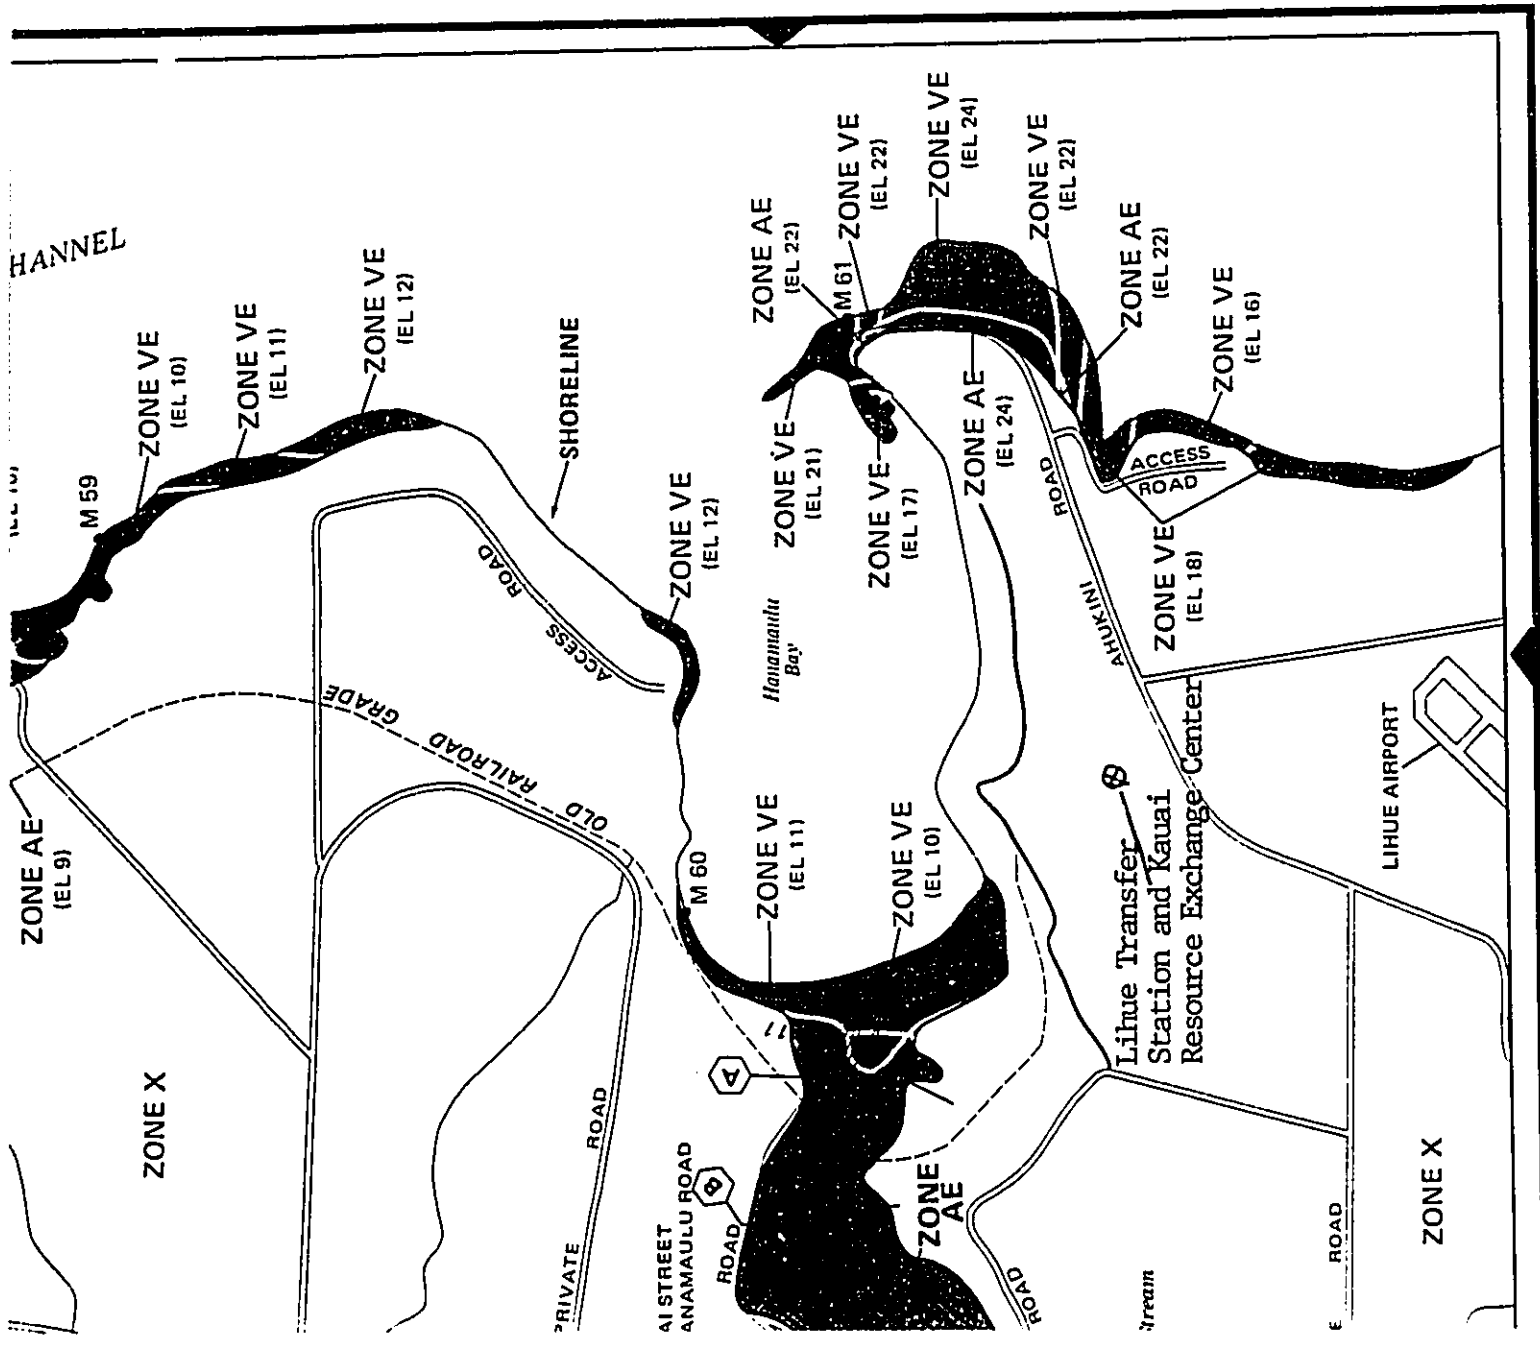 HANNEL
ZONE VE
(EL 10)
ZONE VE
(EL 11)
ZONE VE
(EL 12)
M 59
SHORELINE
ROAD
ACCESS
ZONE VE
(EL 12)
OLD RAILROAD GRADE
ZONE AE
(EL 9)
ZONE X
Hanamaulu
Bay
M 60
ZONE VE
(EL 11)
ZONE VE
(EL 10)
11
A
B
ROAD
PRIVATE
AI STREET
ANAMAULU ROAD
ROAD
ZONE
AE
ROAD
ZONE AE
(EL 22)
M 61
ZONE VE
(EL 22)
ZONE VE
(EL 24)
ZONE VE
(EL 22)
ZONE AE
(EL 22)
ZONE VE
(EL 16)
ZONE VE
(EL 21)
ZONE VE
(EL 17)
ZONE AE
(EL 24)
ROAD
AHUKINI
ACCESS
ROAD
ZONE VE
(EL 18)
Lihue Transfer
Station and Kauai
Resource Exchange Center
LIHUE AIRPORT
tream
E ROAD
ZONE X